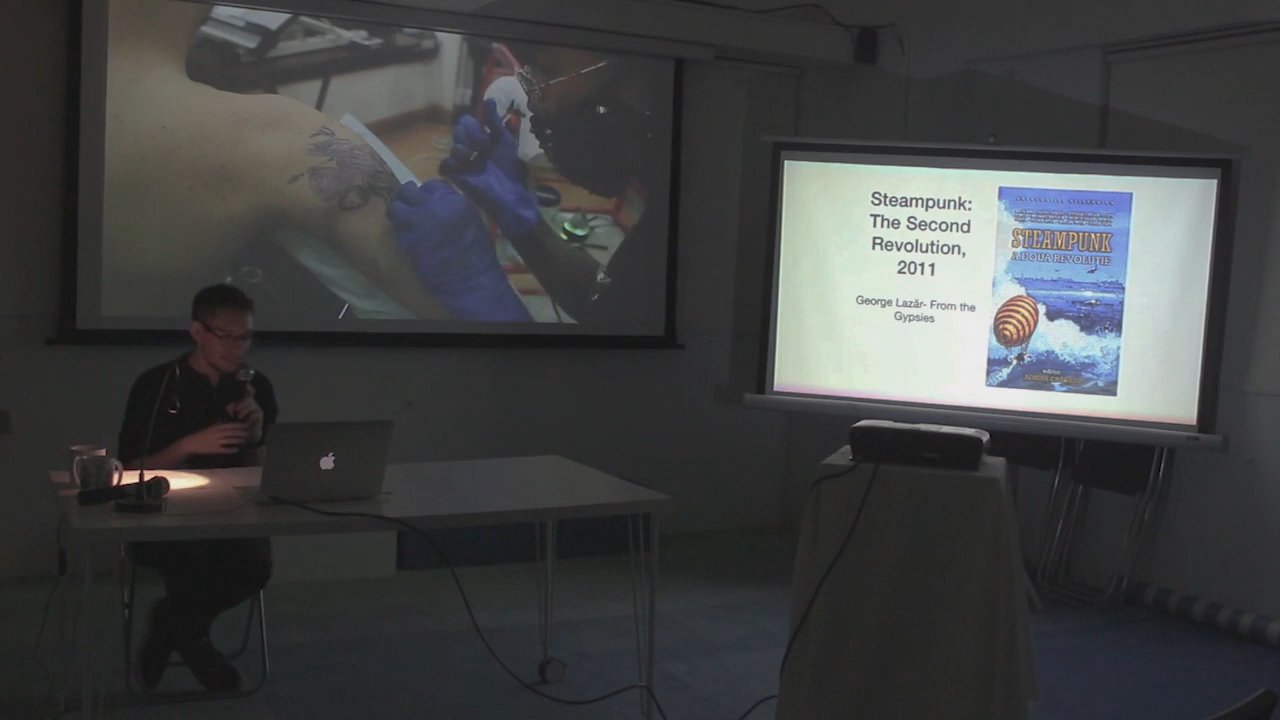 Steampunk:
The Second
Revolution,
2011
George Lazăr- From the
Gypsies
STEAMPUNK
A DOUA REVOLUȚIE